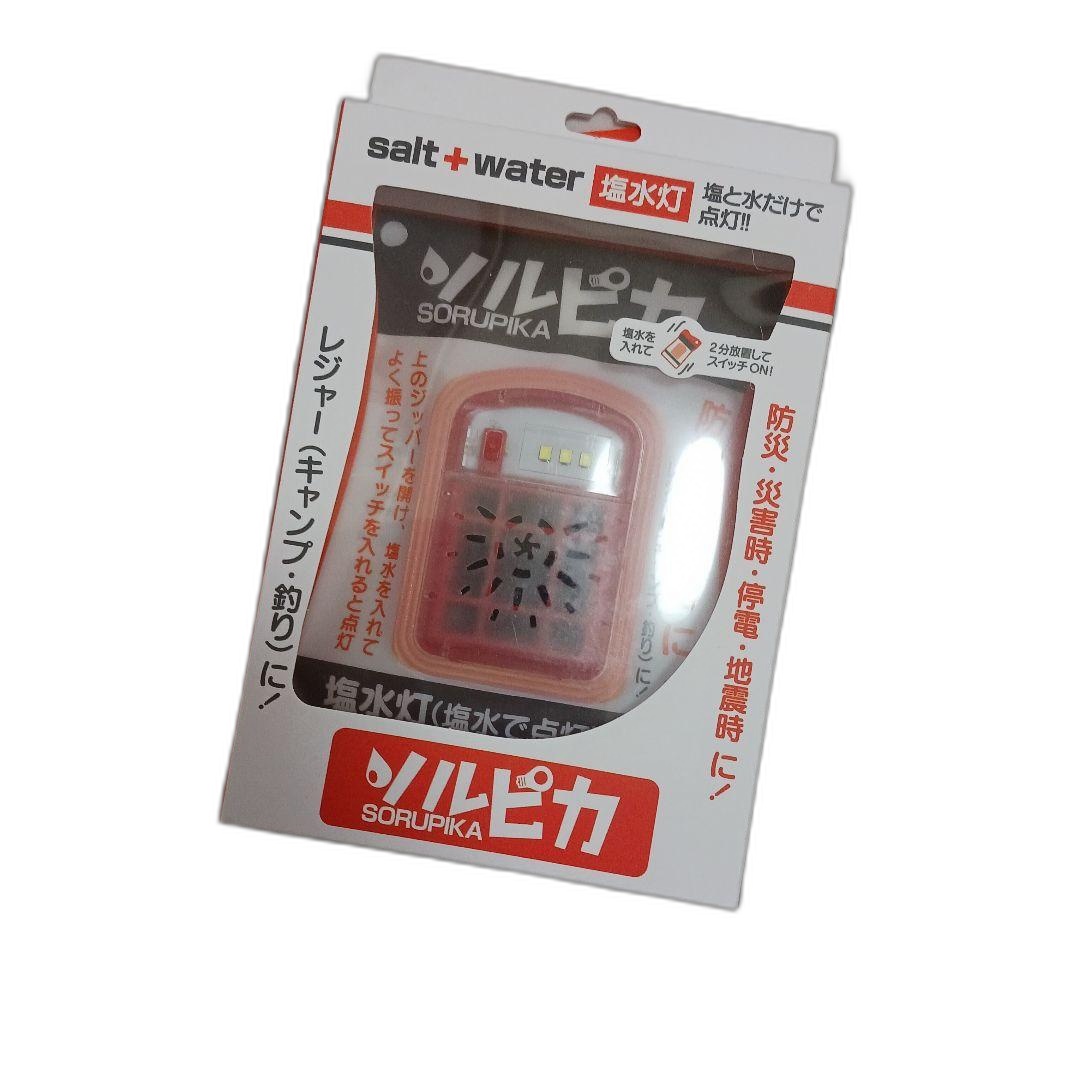 salt+water
塩水灯
塩と水だけで
点灯!!
ソルピカ
SORUPIKA
塩水を
入れて
2分放置して
スイッチON!
上のジッパーを開け、塩水を入れて
よく振ってスイッチを入れると点灯
防災・災害時・停電・地震時に!
レジャー(キャンプ・釣り)に!
防
に
り)に!
塩水灯(塩水で点灯
ソルピカ
SORUPIKA